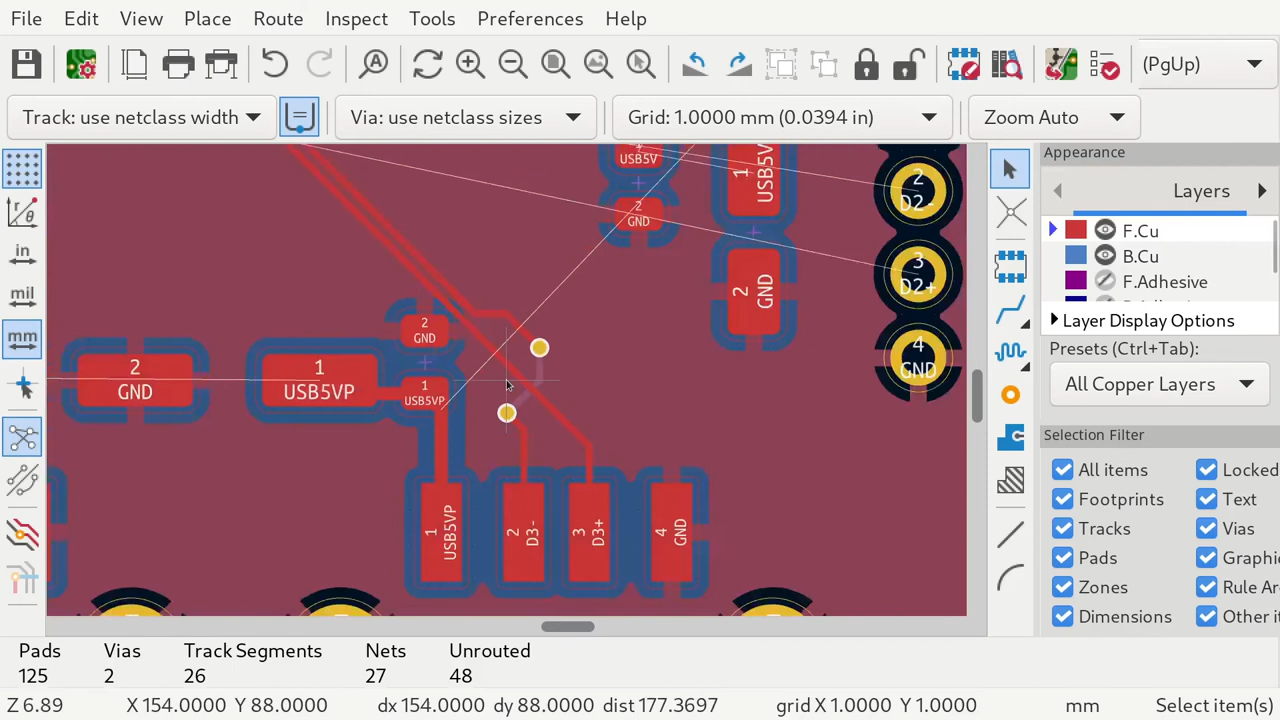 File Edit View Place Route Inspect Tools Preferences Help
(PgUp)
Track: use netclass width
Via: use netclass sizes
Grid: 1.0000 mm (0.0394 in)
Zoom Auto
Appearance
Layers
F.Cu
B.Cu
F.Adhesive
Layer Display Options
Presets (Ctrl+Tab):
All Copper Layers
Selection Filter
All items
Locked
Footprints
Text
Tracks
Vias
Pads
Graphic
Zones
Rule Ar
Dimensions
Other it
in
mil
mm
USB5V
2
GND
1
USB5V
2
GND
2
D2-
3
D2+
4
GND
2
GND
1
USB5VP
2
GND
1
USB5VP
1
USB5VP
2
D3-
3
D3+
4
GND
Pads Vias Track Segments Nets Unrouted
125 2 26 27 48
Z 6.89 X 154.0000 Y 88.0000 dx 154.0000 dy 88.0000 dist 177.3697 grid X 1.0000 Y 1.0000 mm Select item(s)